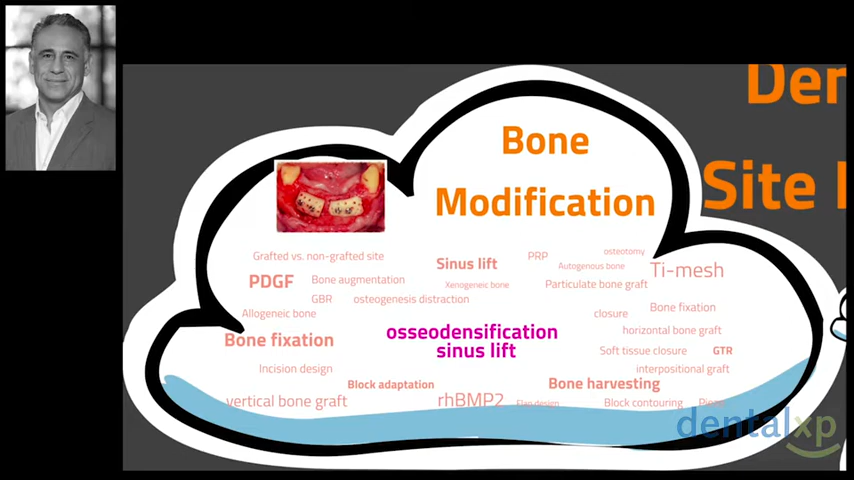 Den
Site
Bone
Modification
Grafted vs. non-grafted site
Sinus lift
PRP
osteotomy
Autogenous bone
Ti-mesh
PDGF
Bone augmentation
Xenogeneic bone
Particulate bone graft
GBR
osteogenesis distraction
Bone fixation
Allogeneic bone
closure
osseodensification
sinus lift
horizontal bone graft
Bone fixation
Soft tissue closure
GTR
Incision design
interpositional graft
Block adaptation
Bone harvesting
vertical bone graft
rhBMP2
Flap design
Block contouring
dentalxp